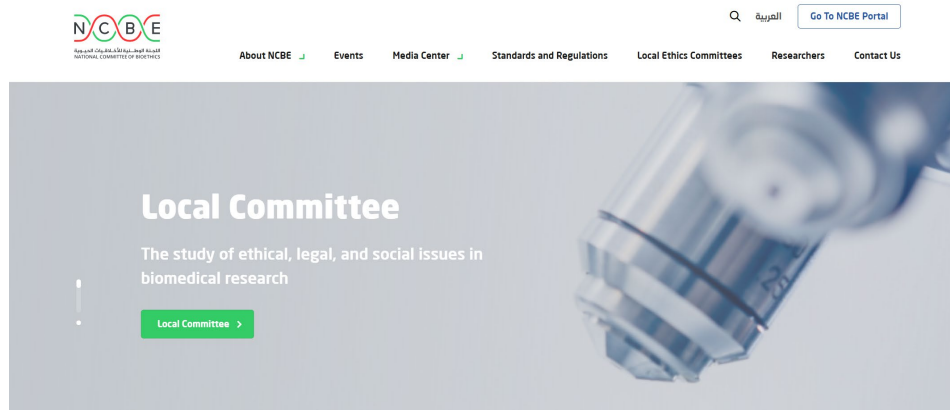 العربية
Go To NCBE Portal
NCBE
اللجنة الوطنية للأخلاقيات الحيوية
NATIONAL COMMITTEE OF BIOETHICS
About NCBE
Events
Media Center
Standards and Regulations
Local Ethics Committees
Researchers
Contact Us
Local Committee
The study of ethical, legal, and social issues in
biomedical research
Local Committee >